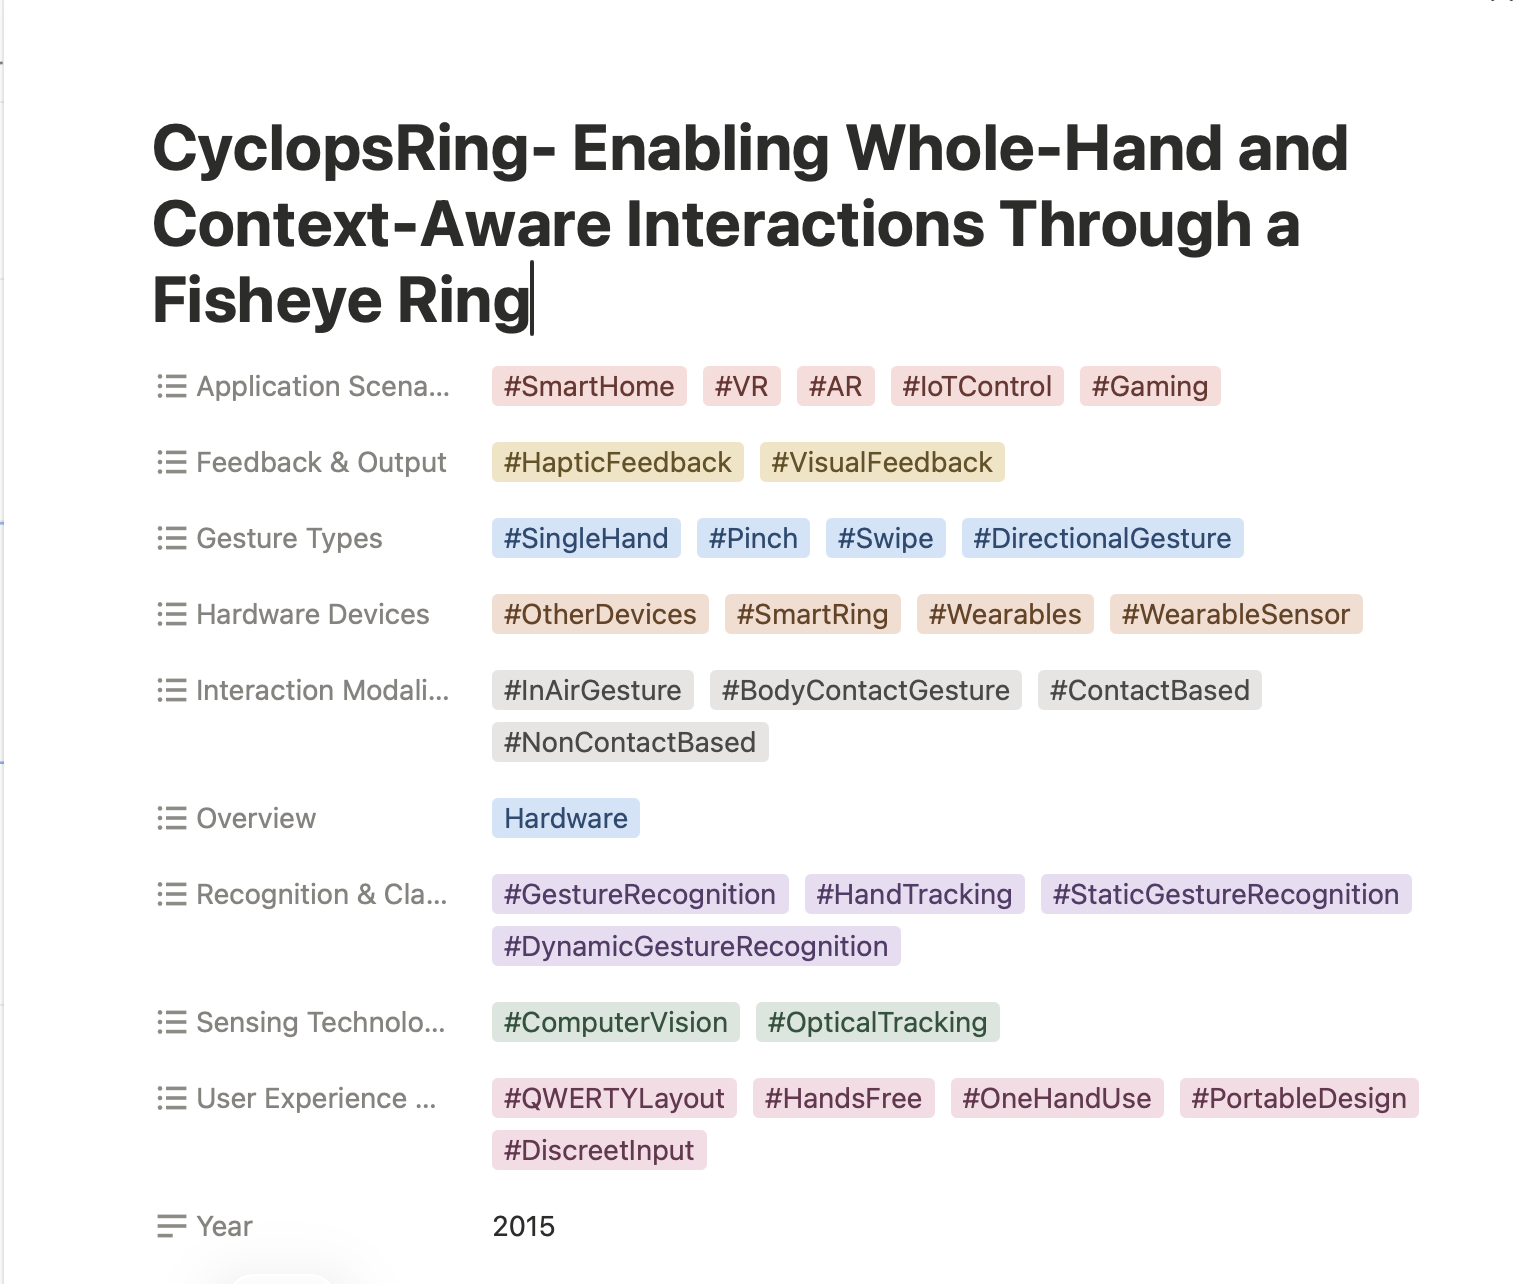 CyclopsRing- Enabling Whole-Hand and
Context-Aware Interactions Through a
Fisheye Ring
Application Scena... #SmartHome #VR #AR #IoTControl #Gaming
Feedback & Output #HapticFeedback #VisualFeedback
Gesture Types #SingleHand #Pinch #Swipe #DirectionalGesture
Hardware Devices #OtherDevices #SmartRing #Wearables #WearableSensor
Interaction Modali... #InAirGesture #BodyContactGesture #ContactBased
#NonContactBased
Overview Hardware
Recognition & Cla... #GestureRecognition #HandTracking #StaticGestureRecognition
#DynamicGestureRecognition
Sensing Technolo... #ComputerVision #OpticalTracking
User Experience ... #QWERTYLayout #HandsFree #OneHandUse #PortableDesign
#DiscreetInput
Year 2015